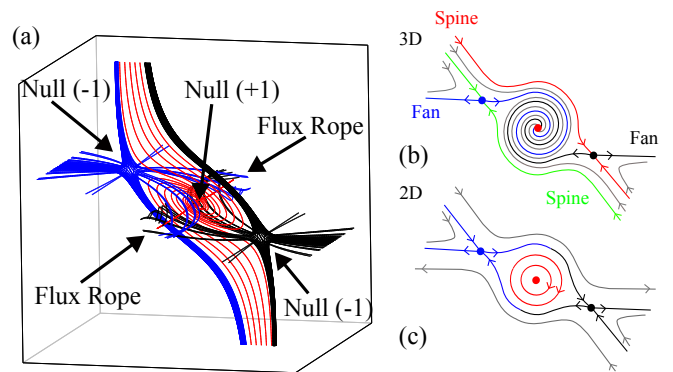 (a)
Null (-1)
Null (+1)
Flux Rope
Flux Rope
Null (-1)
3D
Spine
Fan
Fan
(b)
Spine
2D
(c)